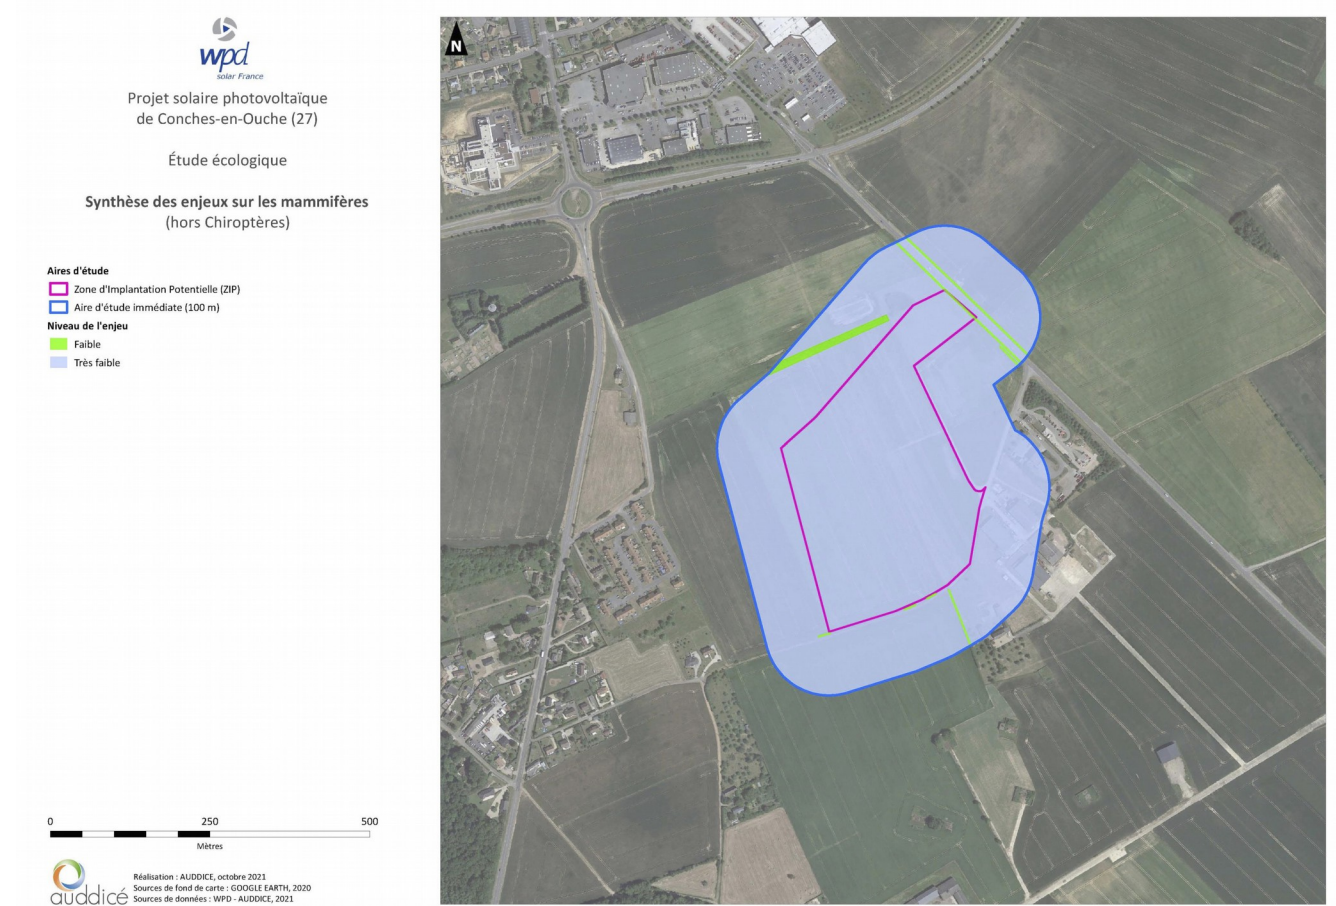 wpd
solar France
Projet solaire photovoltaïque
de Conches-en-Ouche (27)
Étude écologique
Synthèse des enjeux sur les mammifères
(hors Chiroptères)
Aires d'étude
Zone d'Implantation Potentielle (ZIP)
Aire d'étude immédiate (100 m)
Niveau de l'enjeu
Faible
Très faible
0 250 500
Mètres
auddicé
Réalisation : AUDDICE, octobre 2021
Sources de fond de carte : GOOGLE EARTH, 2020
Sources de données : WPD - AUDDICE, 2021
N